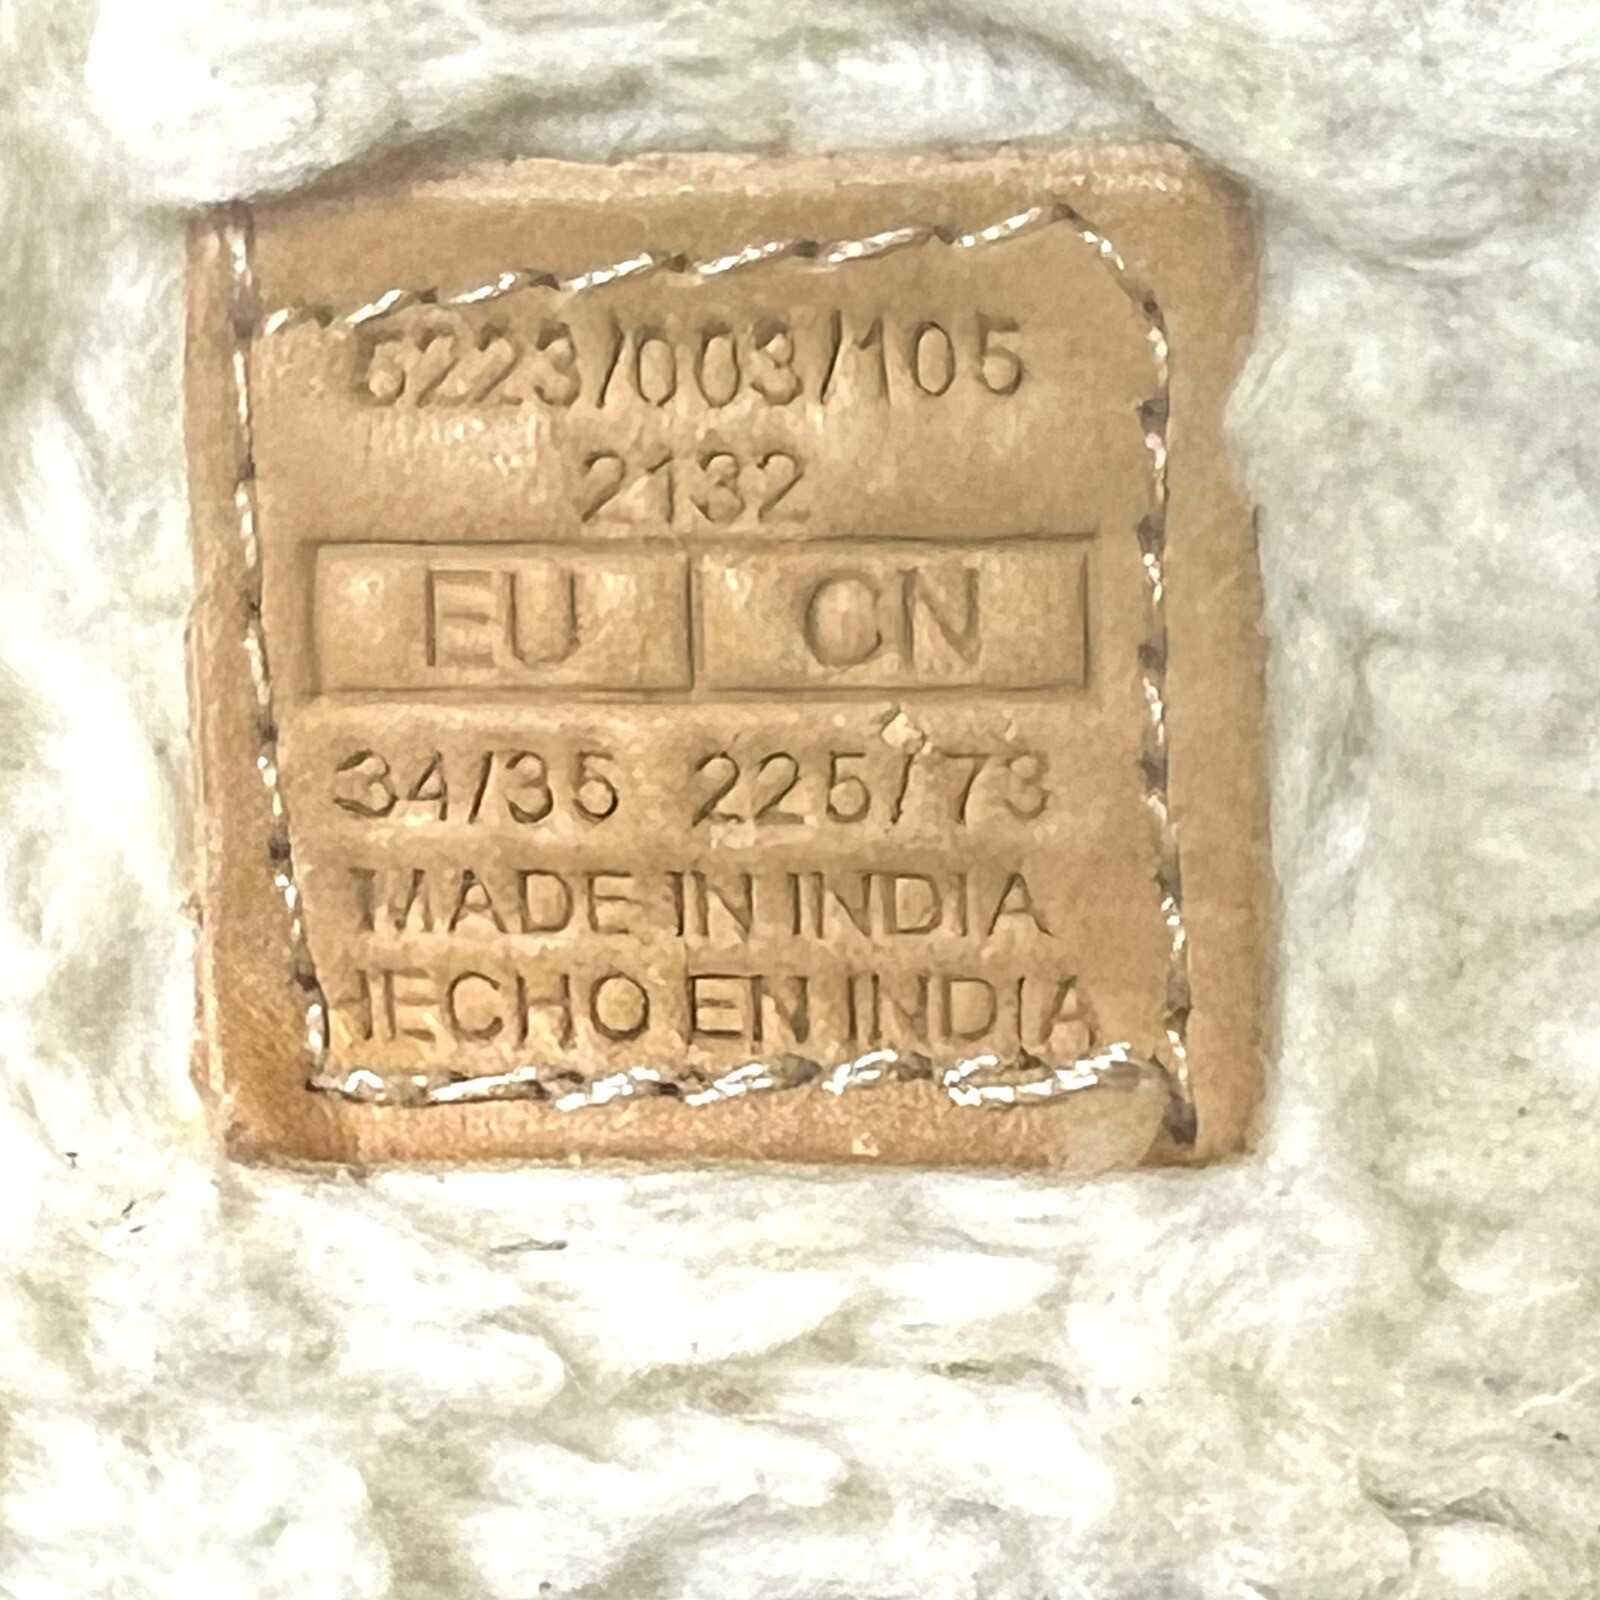 5223/003/105
2132
EU CN
34/35 225/73
MADE IN INDIA
HECHO EN INDIA